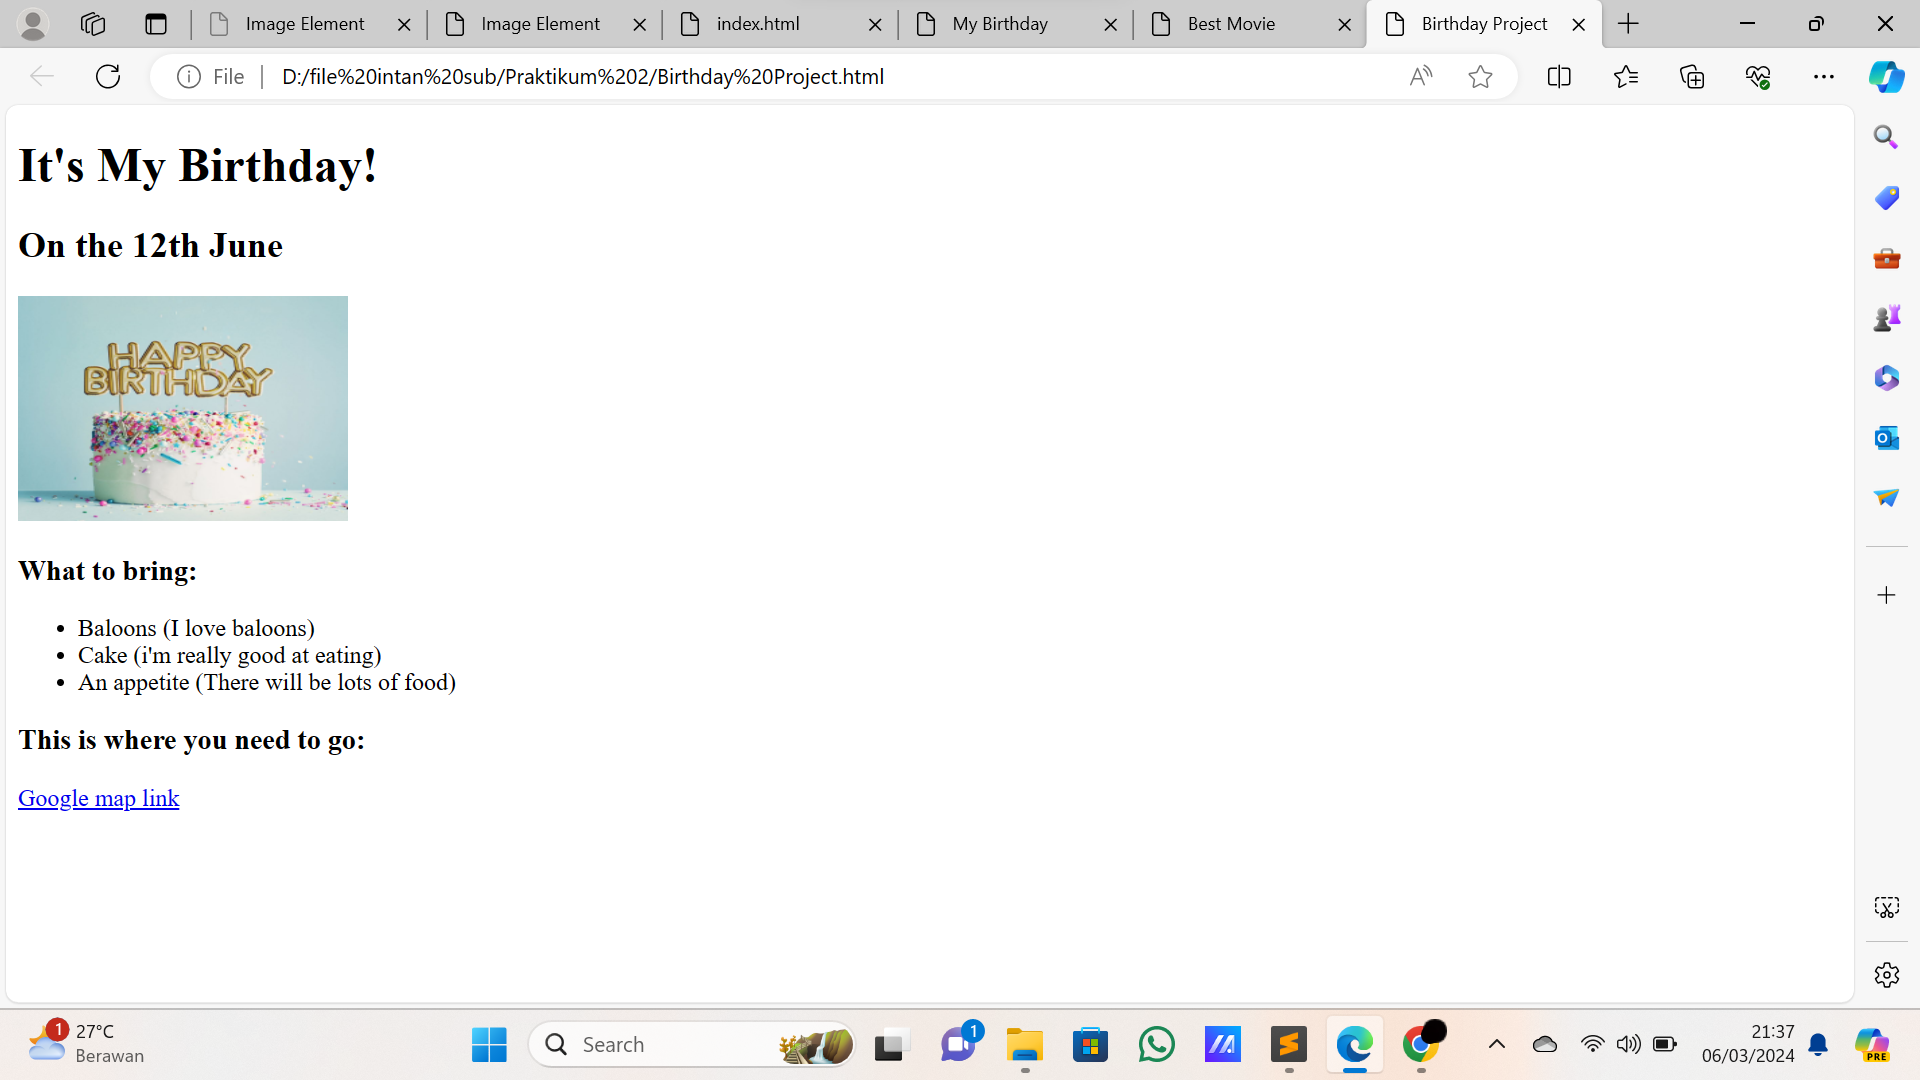 Image Element
Image Element
index.html
My Birthday
Best Movie
Birthday Project
File
D:/file%20intan%20sub/Praktikum%202/Birthday%20Project.html
It's My Birthday!
On the 12th June
HAPPY
BIRTHDAY
What to bring:
• Baloons (I love baloons)
• Cake (i'm really good at eating)
• An appetite (There will be lots of food)
This is where you need to go:
Google map link
1
27°C
Berawan
Search
1
21:37
06/03/2024
PRE